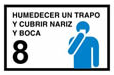 HUMEDECER UN TRAPO
Y CUBRIR NARIZ
Y BOCA
8